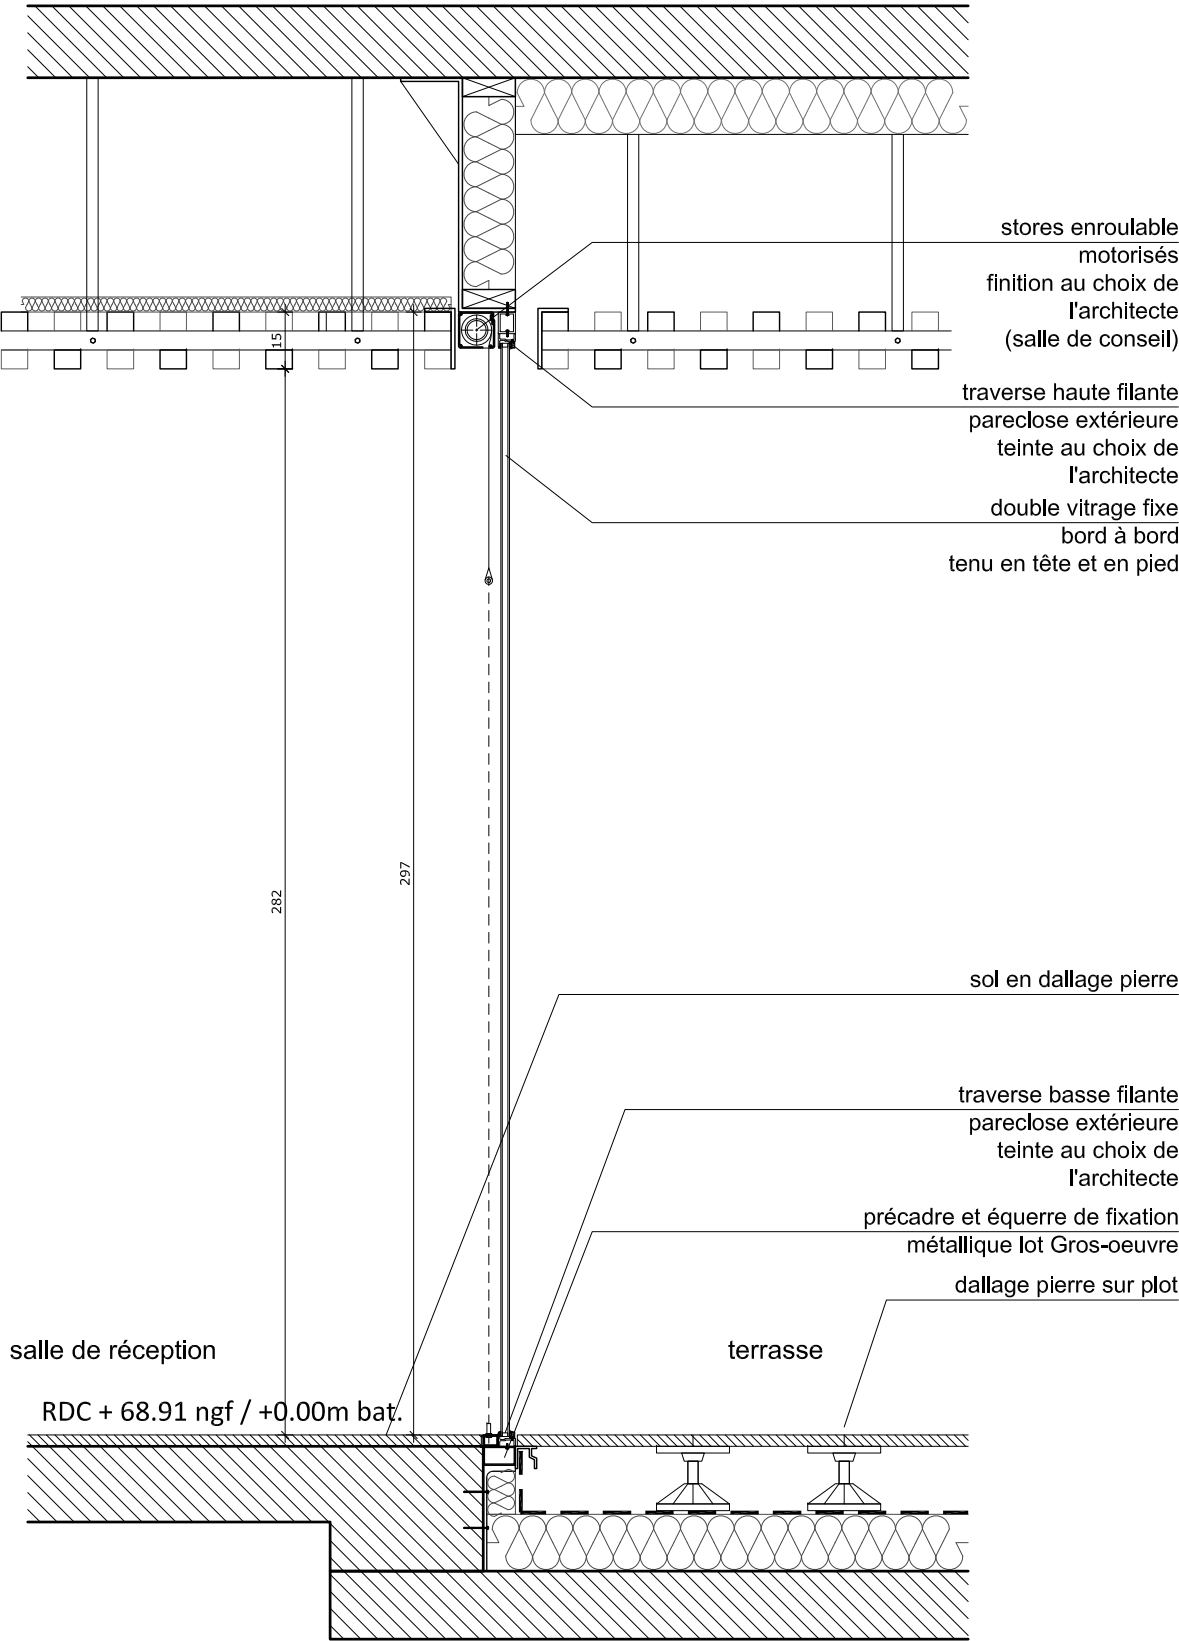 stores enroulable
motorisés
finition au choix de
l'architecte
(salle de conseil)
15
traverse haute filante
pareclose extérieure
teinte au choix de
l'architecte
double vitrage fixe
bord à bord
tenu en tête et en pied
297
282
sol en dallage pierre
traverse basse filante
pareclose extérieure
teinte au choix de
l'architecte
précadre et équerre de fixation
métallique lot Gros-oeuvre
dallage pierre sur plot
salle de réception
terrasse
RDC + 68.91 ngf / +0.00m bat.